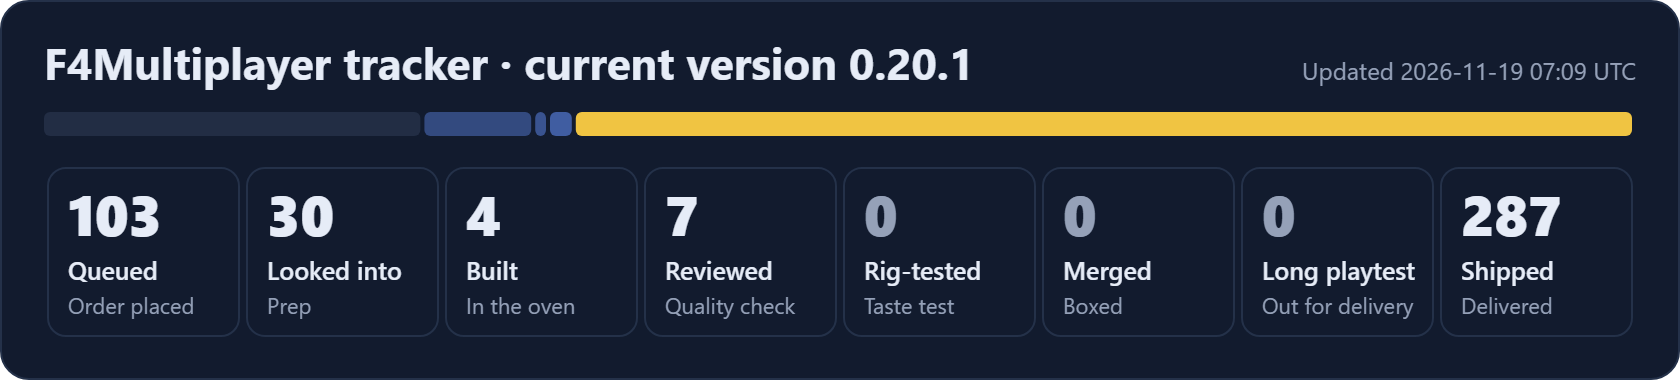 F4Multiplayer tracker · current version 0.20.1
Updated 2026-11-19 07:09 UTC
103
Queued
Order placed
30
Looked into
Prep
4
Built
In the oven
7
Reviewed
Quality check
0
Rig-tested
Taste test
0
Merged
Boxed
0
Long playtest
Out for delivery
287
Shipped
Delivered